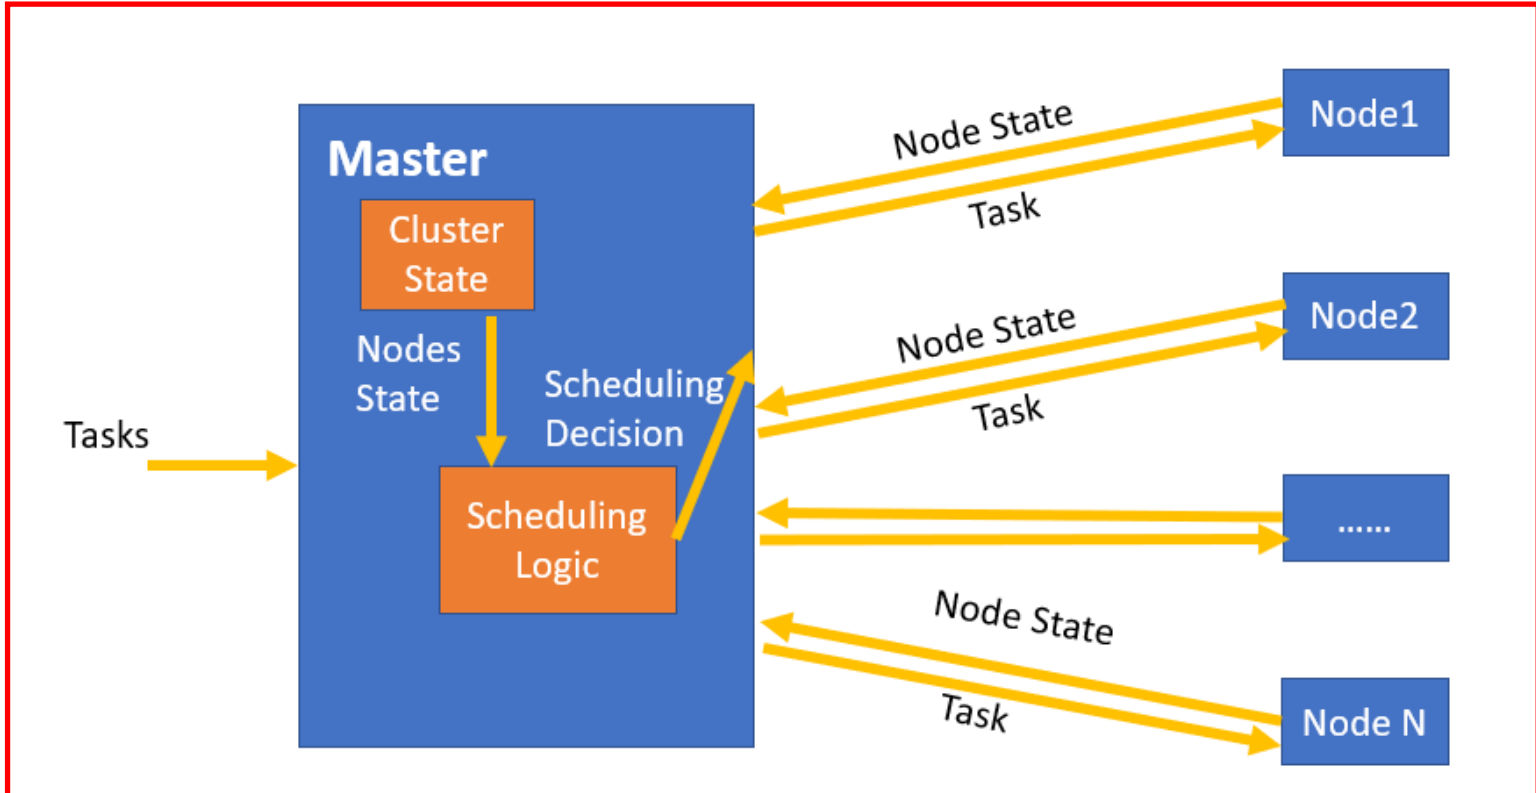 Master
Cluster
State
Nodes
State
Scheduling
Decision
Scheduling
Logic
Tasks
Node State
Task
Node1
Node State
Task
Node2
......
Node State
Task
Node N